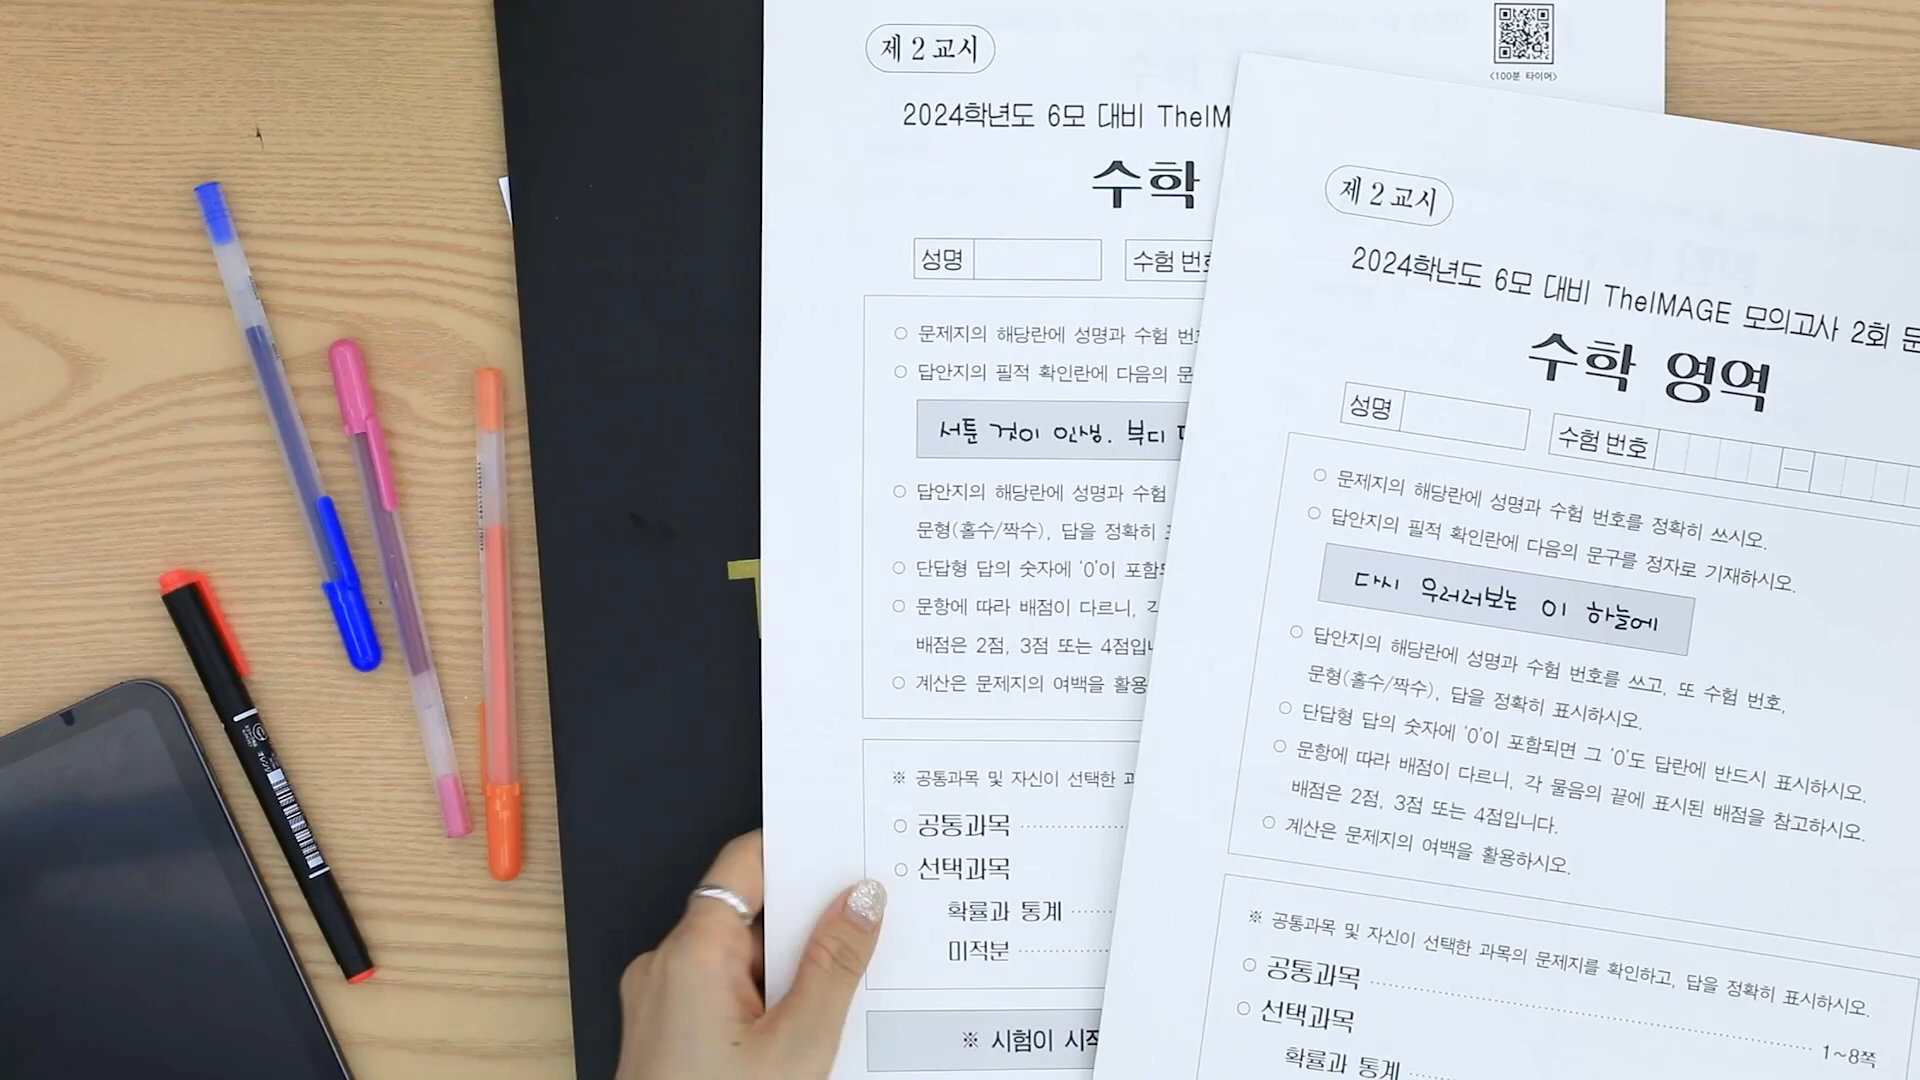 제 2 교시
<100분 타이머>
2024학년도 6모 대비 TheIM
수학
성명
수험 번호
○ 문제지의 해당란에 성명과 수험 번호
○ 답안지의 필적 확인란에 다음의 문
서툰 것이 인생. 부디
○ 답안지의 해당란에 성명과 수험
문형(홀수/짝수), 답을 정확히
○ 단답형 답의 숫자에 ‘0’이 포함
○ 문항에 따라 배점이 다르니, 각
배점은 2점, 3점 또는 4점입니
○ 계산은 문제지의 여백을 활용
※ 공통과목 및 자신이 선택한 과
○ 공통과목
○ 선택과목
확률과 통계
미적분
※ 시험이 시작
제 2 교시
2024학년도 6모 대비 TheIMAGE 모의고사 2회 문
수학 영역
성명
수험 번호 —
○ 문제지의 해당란에 성명과 수험 번호를 정확히 쓰시오.
○ 답안지의 필적 확인란에 다음의 문구를 정자로 기재하시오.
다시 우러러보는 이 하늘에
○ 답안지의 해당란에 성명과 수험 번호를 쓰고, 또 수험 번호,
문형(홀수/짝수), 답을 정확히 표시하시오.
○ 단답형 답의 숫자에 ‘0’이 포함되면 그 ‘0’도 답란에 반드시 표시하시오.
○ 문항에 따라 배점이 다르니, 각 물음의 끝에 표시된 배점을 참고하시오.
배점은 2점, 3점 또는 4점입니다.
○ 계산은 문제지의 여백을 활용하시오.
※ 공통과목 및 자신이 선택한 과목의 문제지를 확인하고, 답을 정확히 표시하시오.
○ 공통과목 1~8쪽
○ 선택과목
확률과 통계